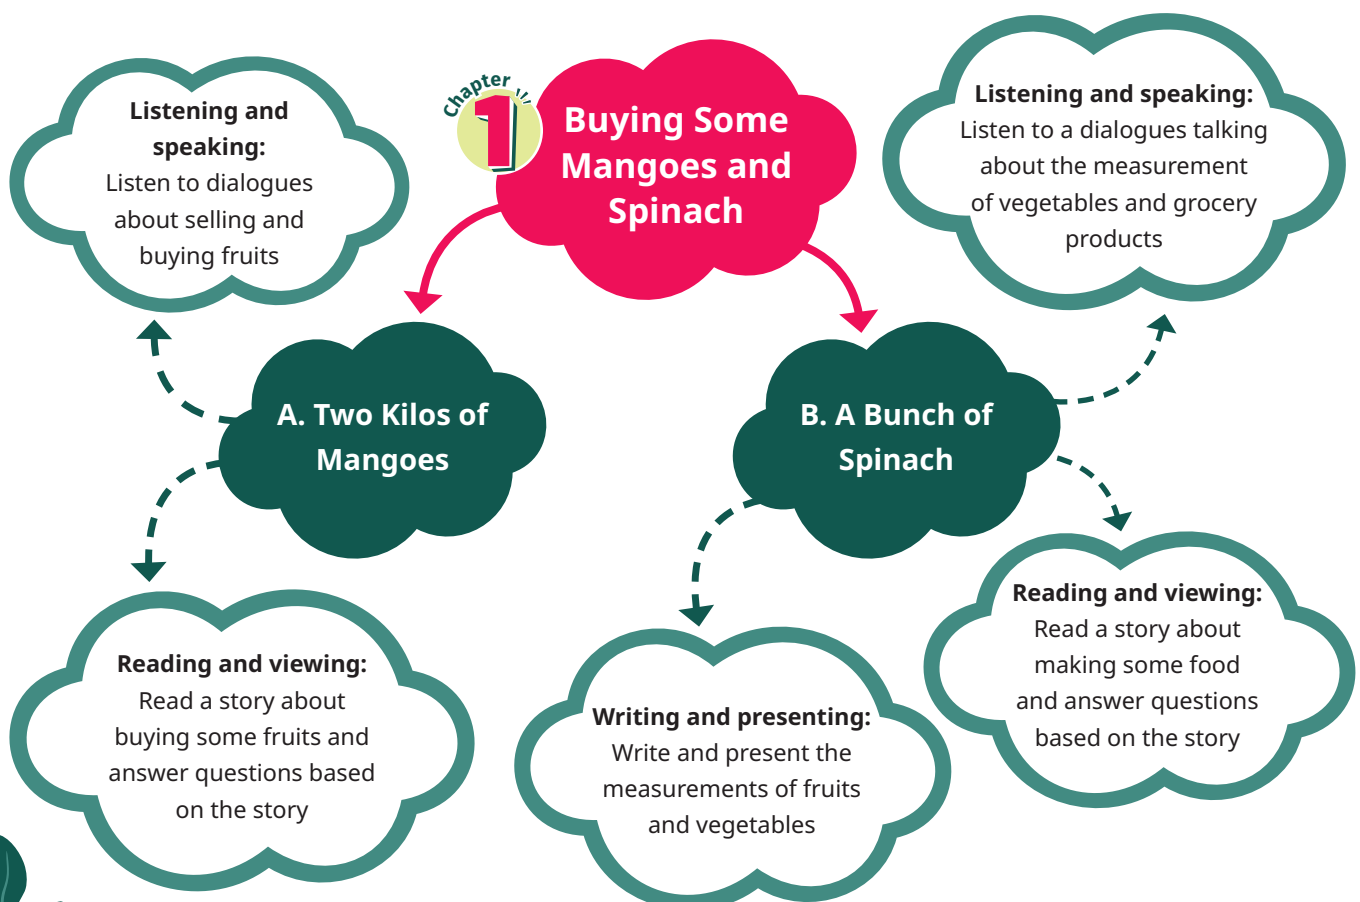 Chapter
1
Buying Some
Mangoes and
Spinach
Listening and
speaking:
Listen to dialogues
about selling and
buying fruits
Listening and speaking:
Listen to a dialogues talking
about the measurement
of vegetables and grocery
products
A. Two Kilos of
Mangoes
B. A Bunch of
Spinach
Reading and viewing:
Read a story about
buying some fruits and
answer questions based
on the story
Writing and presenting:
Write and present the
measurements of fruits
and vegetables
Reading and viewing:
Read a story about
making some food
and answer questions
based on the story